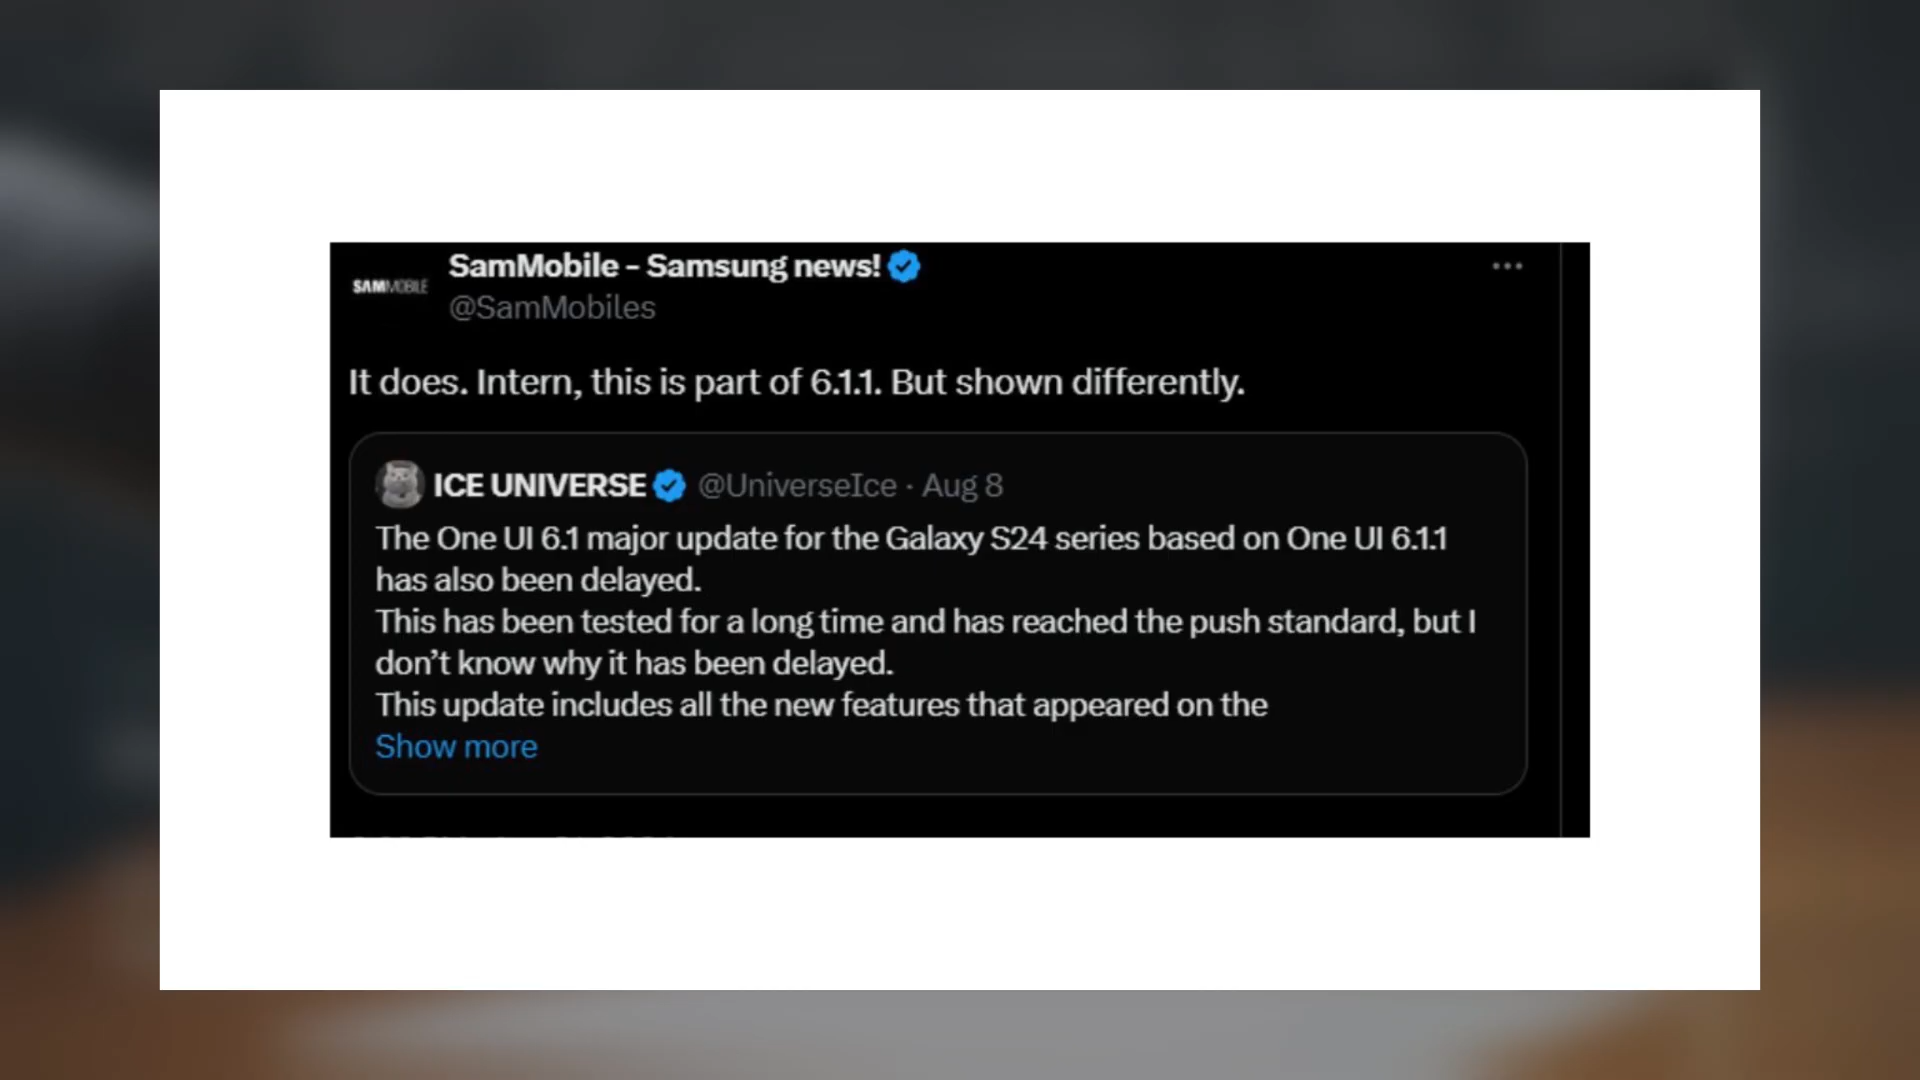 SamMobile - Samsung news!
SAMMOBILE
@SamMobiles
It does. Intern, this is part of 6.1.1. But shown differently.
ICE UNIVERSE @UniverseIce · Aug 8
The One UI 6.1 major update for the Galaxy S24 series based on One UI 6.1.1
has also been delayed.
This has been tested for a long time and has reached the push standard, but I
don’t know why it has been delayed.
This update includes all the new features that appeared on the
Show more